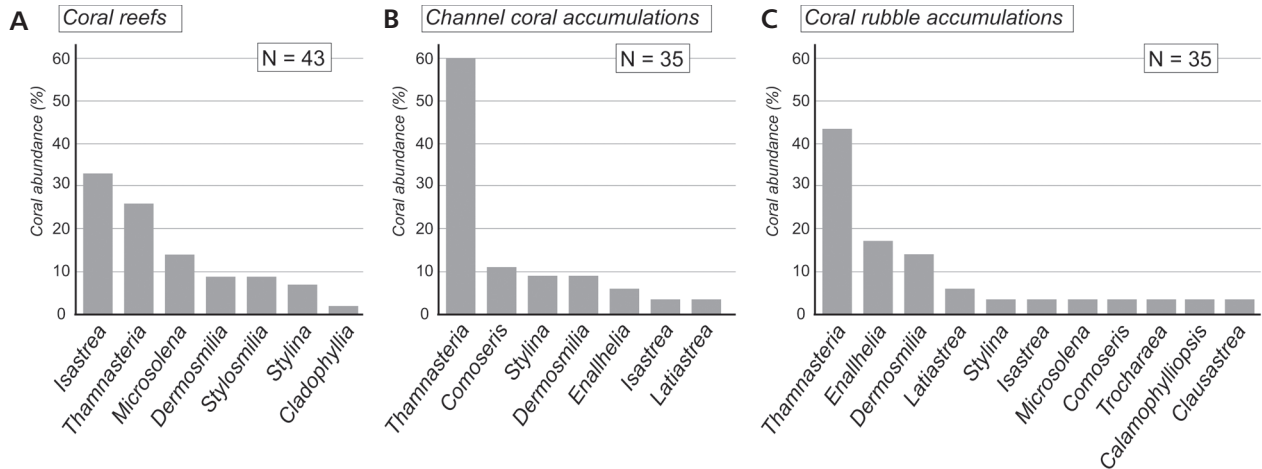 A
Coral reefs
N = 43
Coral abundance (%)
60
50
40
30
20
10
0
Isastrea
Thamnasteria
Microsolena
Dermosmilia
Stylosmilia
Stylina
Cladophyllia
B
Channel coral accumulations
N = 35
Coral abundance (%)
60
50
40
30
20
10
0
Thamnasteria
Comoseris
Stylina
Dermosmilia
Enallhelia
Isastrea
Latiastrea
C
Coral rubble accumulations
N = 35
Coral abundance (%)
60
50
40
30
20
10
0
Thamnasteria
Enallhelia
Dermosmilia
Latiastrea
Stylina
Isastrea
Microsolena
Comoseris
Trocharaea
Calamophylliopsis
Clausastrea